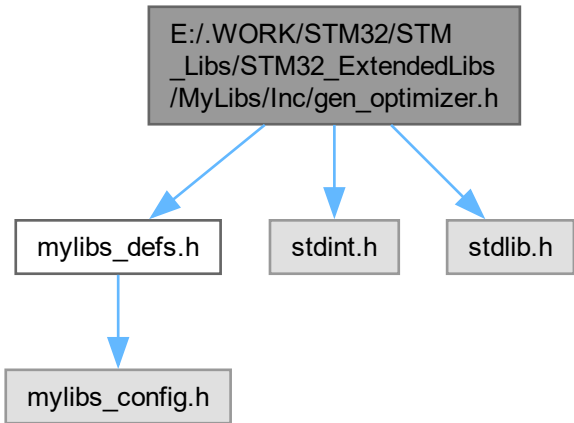 E:/.WORK/STM32/STM
_Libs/STM32_ExtendedLibs
/MyLibs/Inc/gen_optimizer.h
mylibs_defs.h
stdint.h
stdlib.h
mylibs_config.h